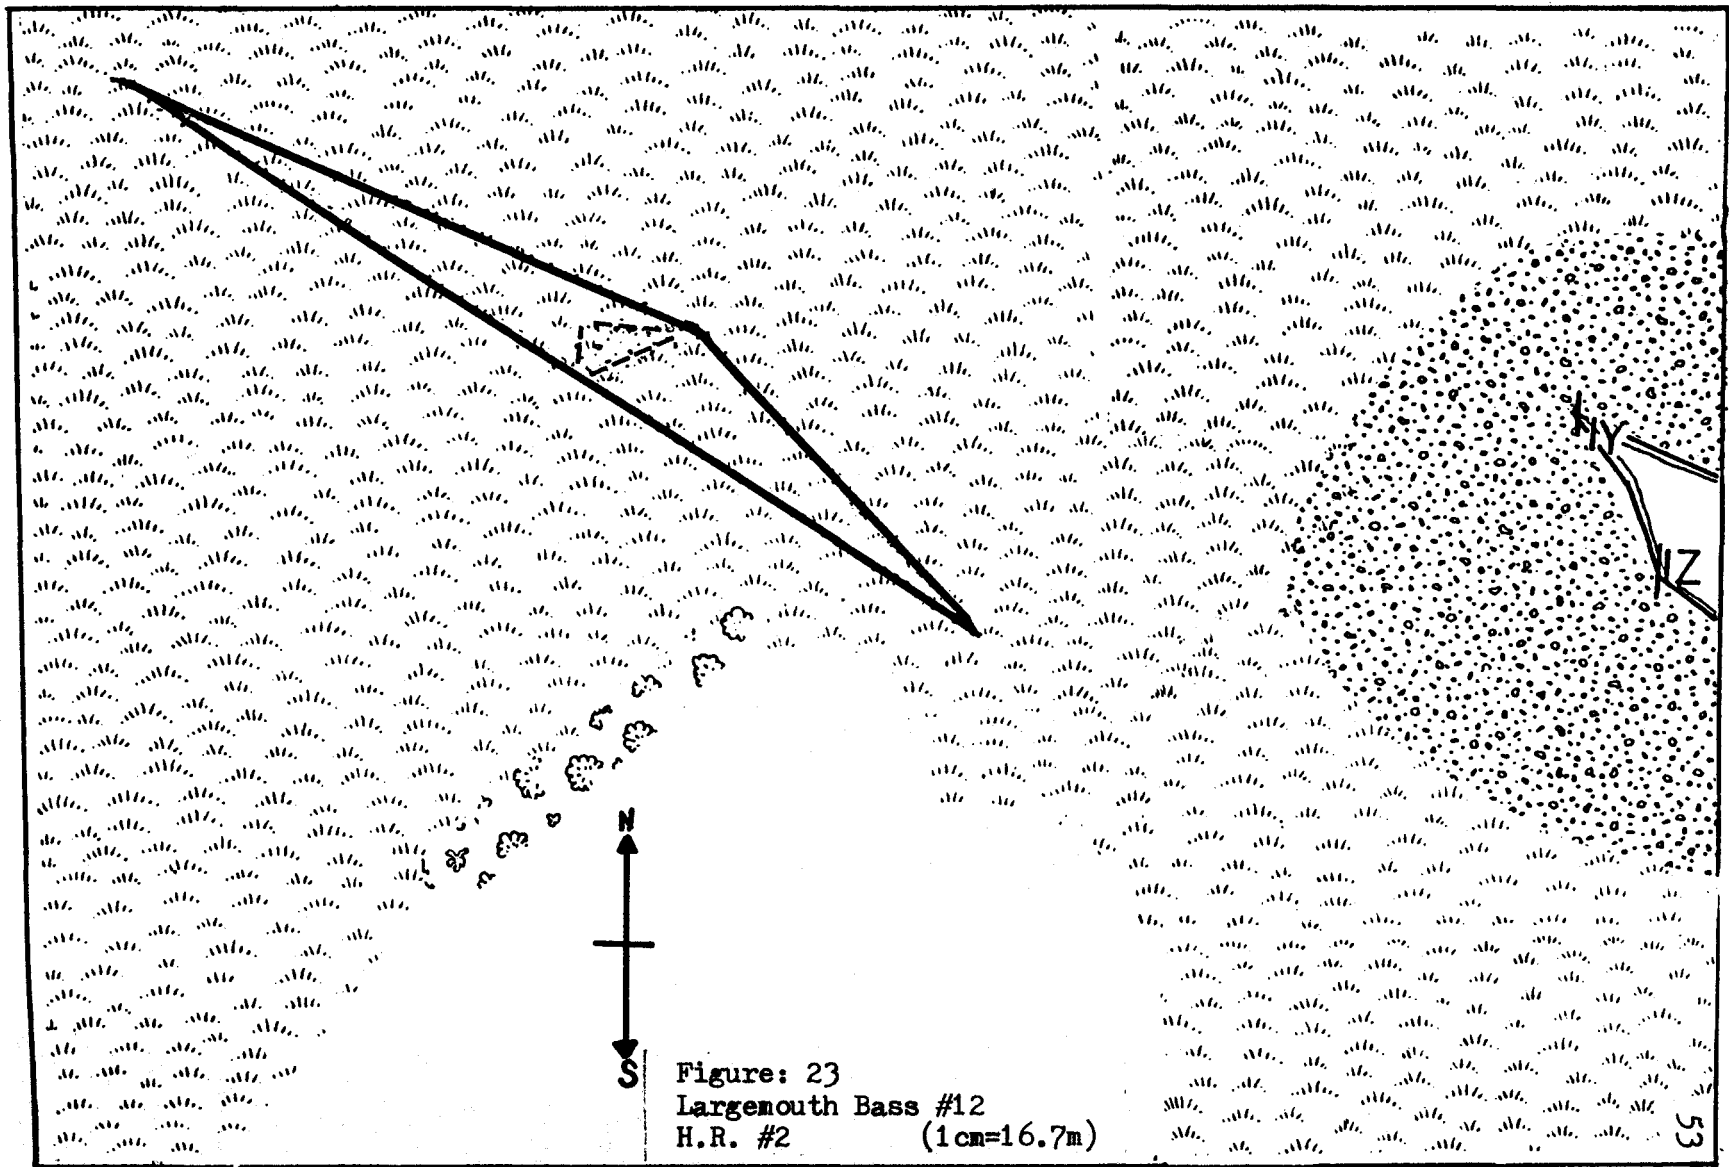 N
S
Figure: 23
Largemouth Bass #12
H.R. #2 (1cm=16.7m)
53